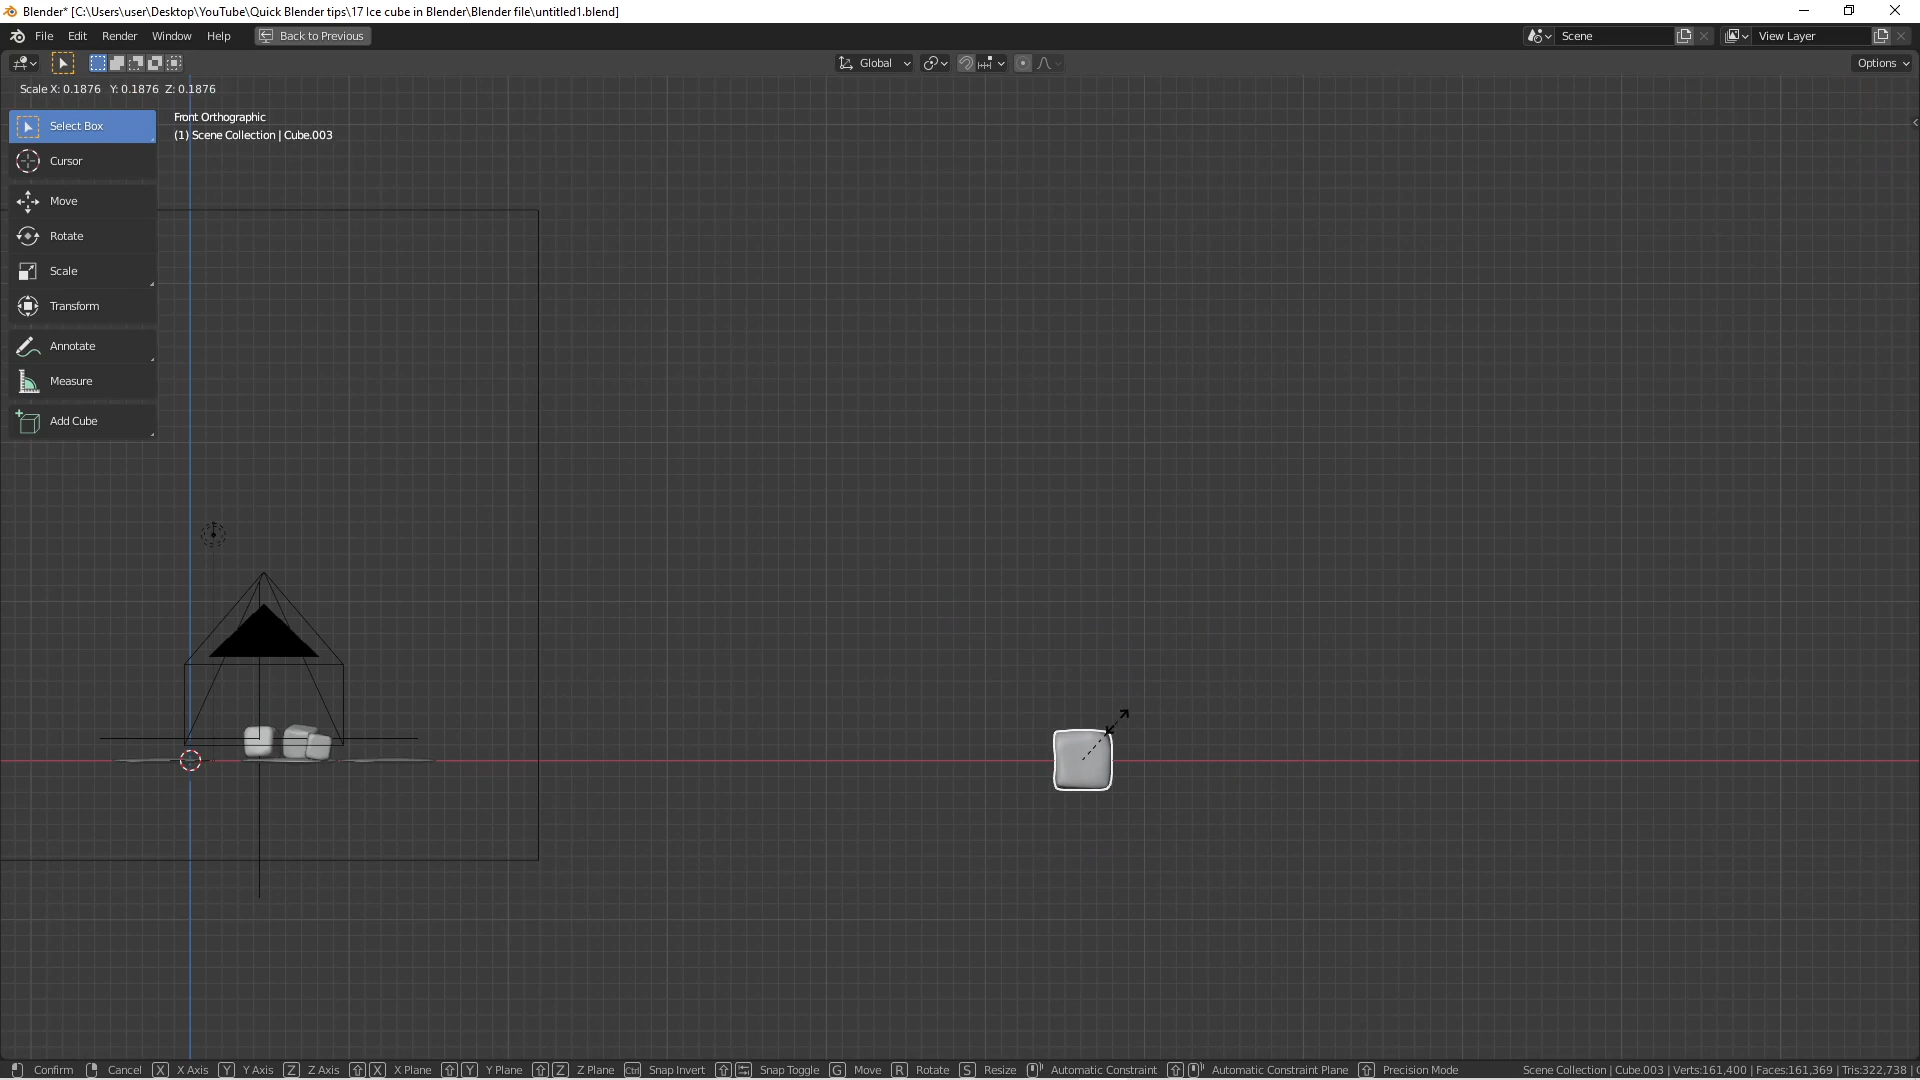 Blender* [C:\Users\user\Desktop\YouTube\Quick Blender tips\17 Ice cube in Blender\Blender file\untitled1.blend]
File Edit Render Window Help Back to Previous Scene View Layer
Global Options
Scale X: 0.1876 Y: 0.1876 Z: 0.1876
Front Orthographic
(1) Scene Collection | Cube.003
Select Box
Cursor
Move
Rotate
Scale
Transform
Annotate
Measure
Add Cube
Confirm Cancel X X Axis Y Y Axis Z Z Axis X X Plane Y Y Plane Z Z Plane Ctrl Snap Invert Snap Toggle G Move R Rotate S Resize Automatic Constraint Automatic Constraint Plane Precision Mode Scene Collection | Cube.003 | Verts:161,400 | Faces:161,369 | Tris:322,738 |